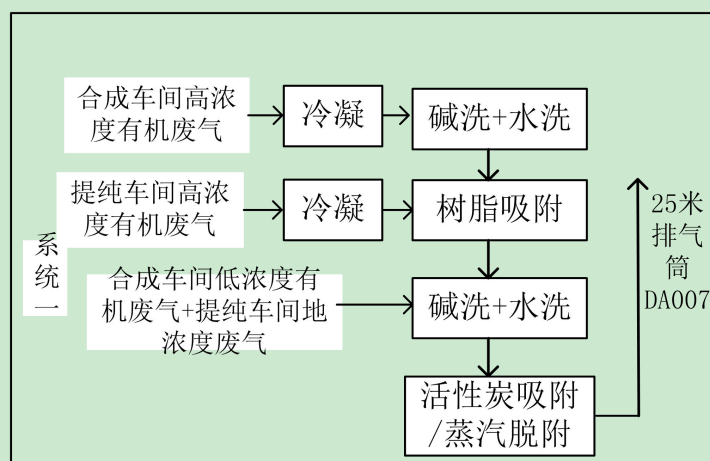 合成车间高浓
度有机废气
冷凝
碱洗+水洗
提纯车间高浓
度有机废气
冷凝
树脂吸附
系
统
一
合成车间低浓度有
机废气+提纯车间地
浓度废气
碱洗+水洗
活性炭吸附
/蒸汽脱附
25米
排气
筒
DA007